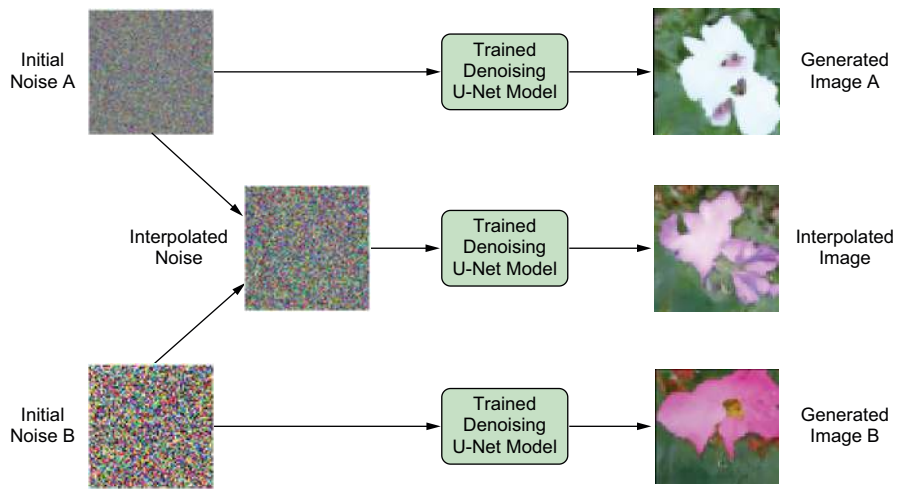 Initial
Noise A
Trained
Denoising
U-Net Model
Generated
Image A
Interpolated
Noise
Trained
Denoising
U-Net Model
Interpolated
Image
Initial
Noise B
Trained
Denoising
U-Net Model
Generated
Image B